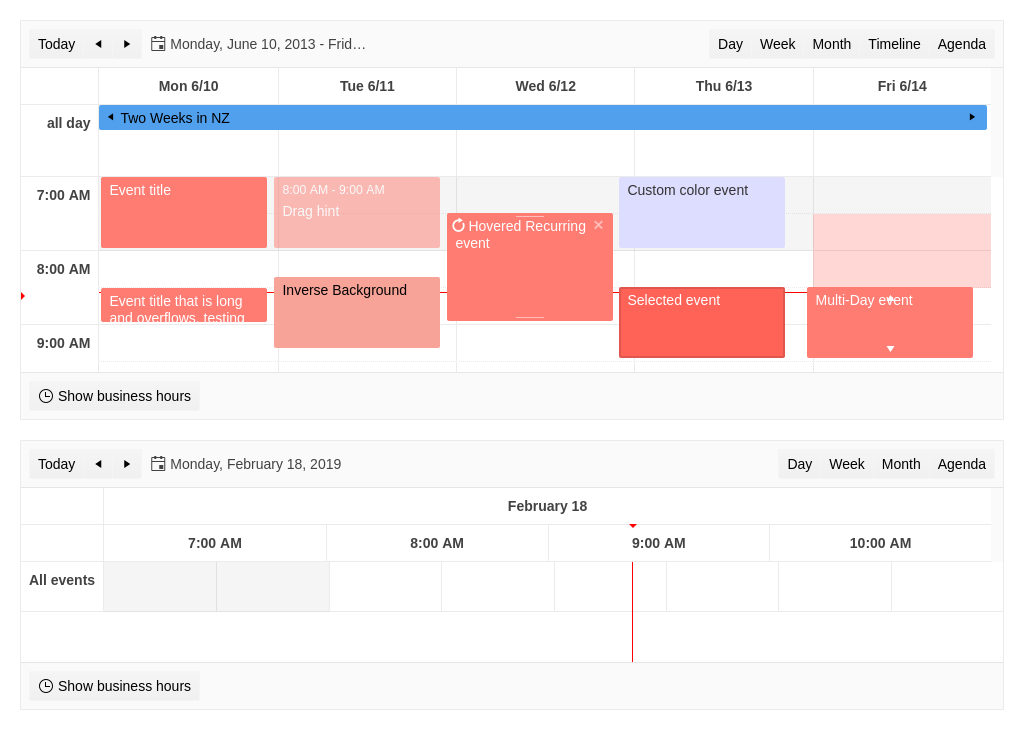 Today Monday, June 10, 2013 - Frid… Day Week Month Timeline Agenda
Mon 6/10 Tue 6/11 Wed 6/12 Thu 6/13 Fri 6/14
all day Two Weeks in NZ
7:00 AM Event title 8:00 AM - 9:00 AM Custom color event
Drag hint
Hovered Recurring
event
8:00 AM
Inverse Background
Event title that is long Selected event Multi-Day event
and overflows, testing
9:00 AM
Show business hours
Today Monday, February 18, 2019 Day Week Month Agenda
February 18
7:00 AM 8:00 AM 9:00 AM 10:00 AM
All events
Show business hours